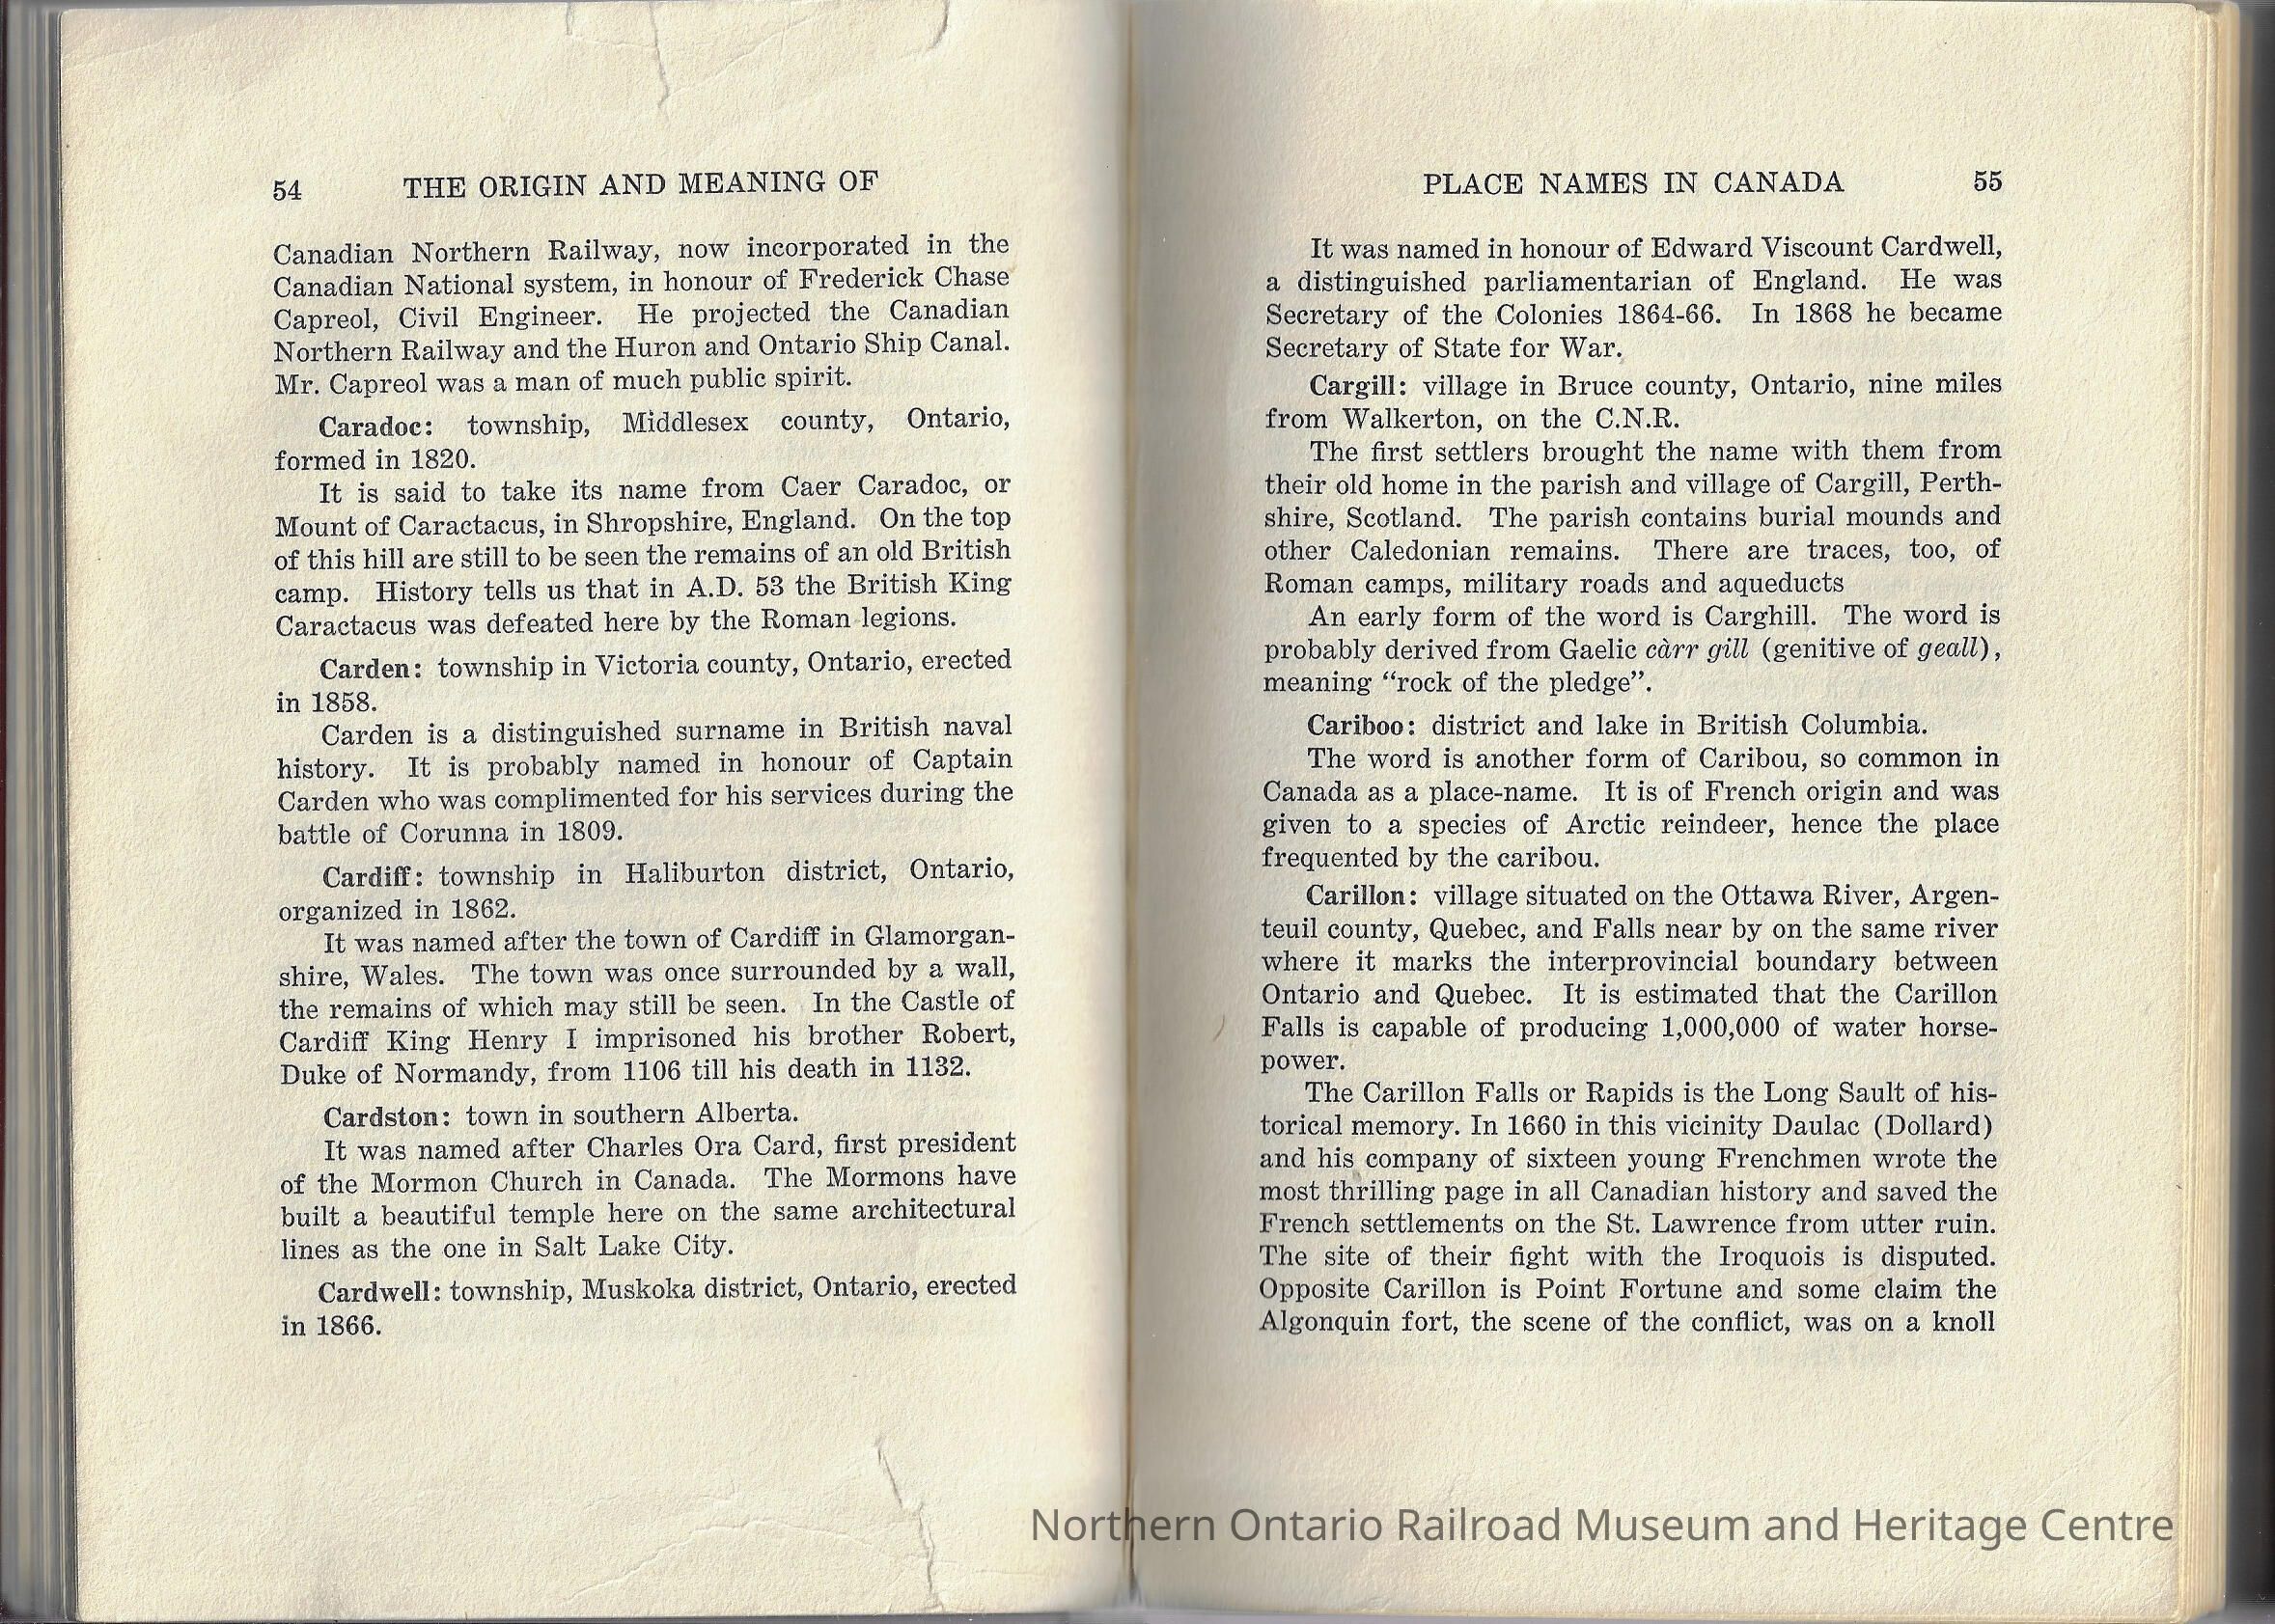 54 THE ORIGIN AND MEANING OF
Canadian Northern Railway, now incorporated in the
Canadian National system, in honour of Frederick Chase
Capreol, Civil Engineer. He projected the Canadian
Northern Railway and the Huron and Ontario Ship Canal.
Mr. Capreol was a man of much public spirit.
Caradoc: township, Middlesex county, Ontario,
formed in 1820.
It is said to take its name from Caer Caradoc, or
Mount of Caractacus, in Shropshire, England. On the top
of this hill are still to be seen the remains of an old British
camp. History tells us that in A.D. 53 the British King
Caractacus was defeated here by the Roman legions.
Carden: township in Victoria county, Ontario, erected
in 1858.
Carden is a distinguished surname in British naval
history. It is probably named in honour of Captain
Carden who was complimented for his services during the
battle of Corunna in 1809.
Cardiff: township in Haliburton district, Ontario,
organized in 1862.
It was named after the town of Cardiff in Glamorgan-
shire, Wales. The town was once surrounded by a wall,
the remains of which may still be seen. In the Castle of
Cardiff King Henry I imprisoned his brother Robert,
Duke of Normandy, from 1106 till his death in 1132.
Cardston: town in southern Alberta.
It was named after Charles Ora Card, first president
of the Mormon Church in Canada. The Mormons have
built a beautiful temple here on the same architectural
lines as the one in Salt Lake City.
Cardwell: township, Muskoka district, Ontario, erected
in 1866.
PLACE NAMES IN CANADA 55
It was named in honour of Edward Viscount Cardwell,
a distinguished parliamentarian of England. He was
Secretary of the Colonies 1864-66. In 1868 he became
Secretary of State for War.
Cargill: village in Bruce county, Ontario, nine miles
from Walkerton, on the C.N.R.
The first settlers brought the name with them from
their old home in the parish and village of Cargill, Perth-
shire, Scotland. The parish contains burial mounds and
other Caledonian remains. There are traces, too, of
Roman camps, military roads and aqueducts
An early form of the word is Carghill. The word is
probably derived from Gaelic càrr gill (genitive of geall),
meaning “rock of the pledge”.
Cariboo: district and lake in British Columbia.
The word is another form of Caribou, so common in
Canada as a place-name. It is of French origin and was
given to a species of Arctic reindeer, hence the place
frequented by the caribou.
Carillon: village situated on the Ottawa River, Argen-
teuil county, Quebec, and Falls near by on the same river
where it marks the interprovincial boundary between
Ontario and Quebec. It is estimated that the Carillon
Falls is capable of producing 1,000,000 of water horse-
power.
The Carillon Falls or Rapids is the Long Sault of his-
torical memory. In 1660 in this vicinity Daulac (Dollard)
and his company of sixteen young Frenchmen wrote the
most thrilling page in all Canadian history and saved the
French settlements on the St. Lawrence from utter ruin.
The site of their fight with the Iroquois is disputed.
Opposite Carillon is Point Fortune and some claim the
Algonquin fort, the scene of the conflict, was on a knoll
Northern Ontario Railroad Museum and Heritage Centre